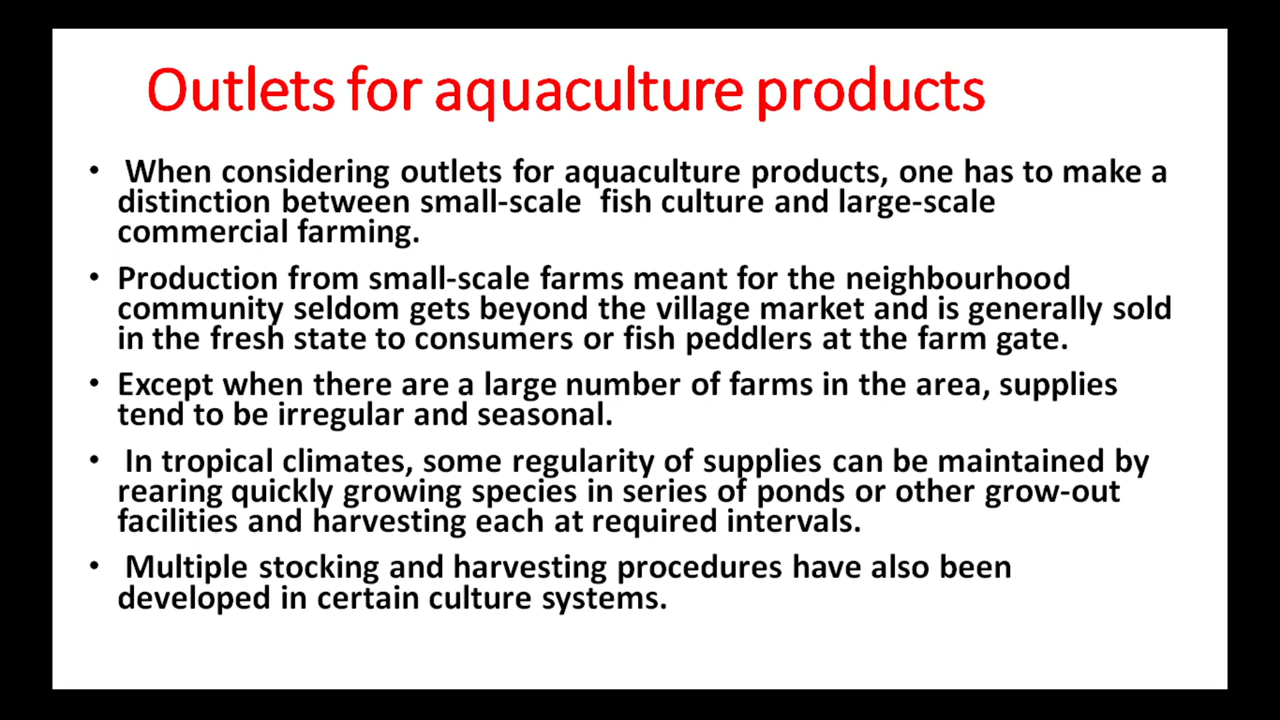 Outlets for aquaculture products
• When considering outlets for aquaculture products, one has to make a
distinction between small-scale fish culture and large-scale
commercial farming.
• Production from small-scale farms meant for the neighbourhood
community seldom gets beyond the village market and is generally sold
in the fresh state to consumers or fish peddlers at the farm gate.
• Except when there are a large number of farms in the area, supplies
tend to be irregular and seasonal.
• In tropical climates, some regularity of supplies can be maintained by
rearing quickly growing species in series of ponds or other grow-out
facilities and harvesting each at required intervals.
• Multiple stocking and harvesting procedures have also been
developed in certain culture systems.